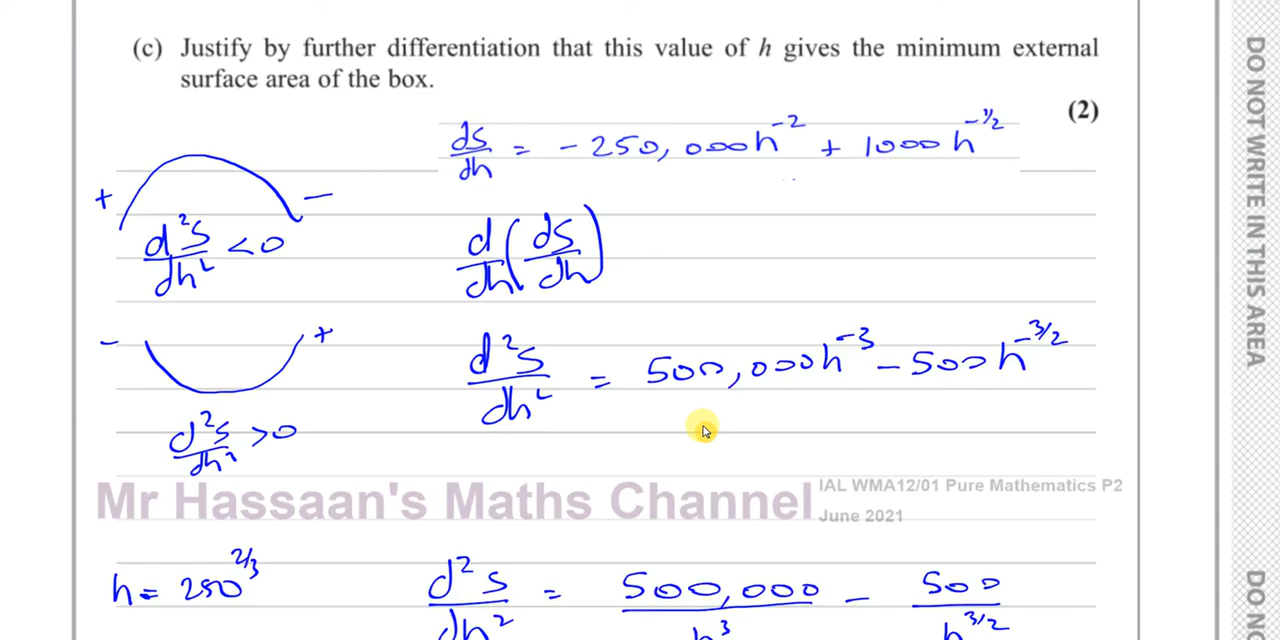 (c) Justify by further differentiation that this value of h gives the minimum external
surface area of the box.
(2)
dS/dh = - 250,000h^-2 + 1000h^-1/2
+ -
d²S/dh² < 0
d/dh (dS/dh)
- +
d²S/dh² = 500,000h^-3 - 500h^-3/2
d²S/dh² > 0
Mr Hassaan's Maths Channel
IAL WMA12/01 Pure Mathematics P2
June 2021
h = 250^2/3
d²S/dh² = 500,000/h³ - 500/h^3/2
DO NOT WRITE IN THIS AREA
DO NO